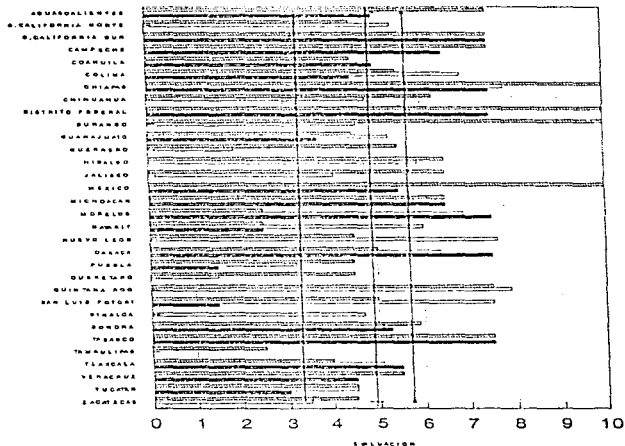 AGUASCALIENTES
B.CALIFORNIA NORTE
B.CALIFORNIA SUR
CAMPECHE
COAHUILA
COLIMA
CHIAPAS
CHIHUAHUA
DISTRITO FEDERAL
DURANGO
GUANAJUATO
GUERRERO
HIDALGO
JALISCO
MEXICO
MICHOACAN
MORELOS
NAYARIT
NUEVO LEON
OAXACA
PUEBLA
QUERETARO
QUINTANA ROO
SAN LUIS POTOSI
SINALOA
SONORA
TABASCO
TAMAULIPAS
TLAXCALA
VERACRUZ
YUCATAN
ZACATECAS
0 1 2 3 4 5 6 7 8 9 10
EVALUACION